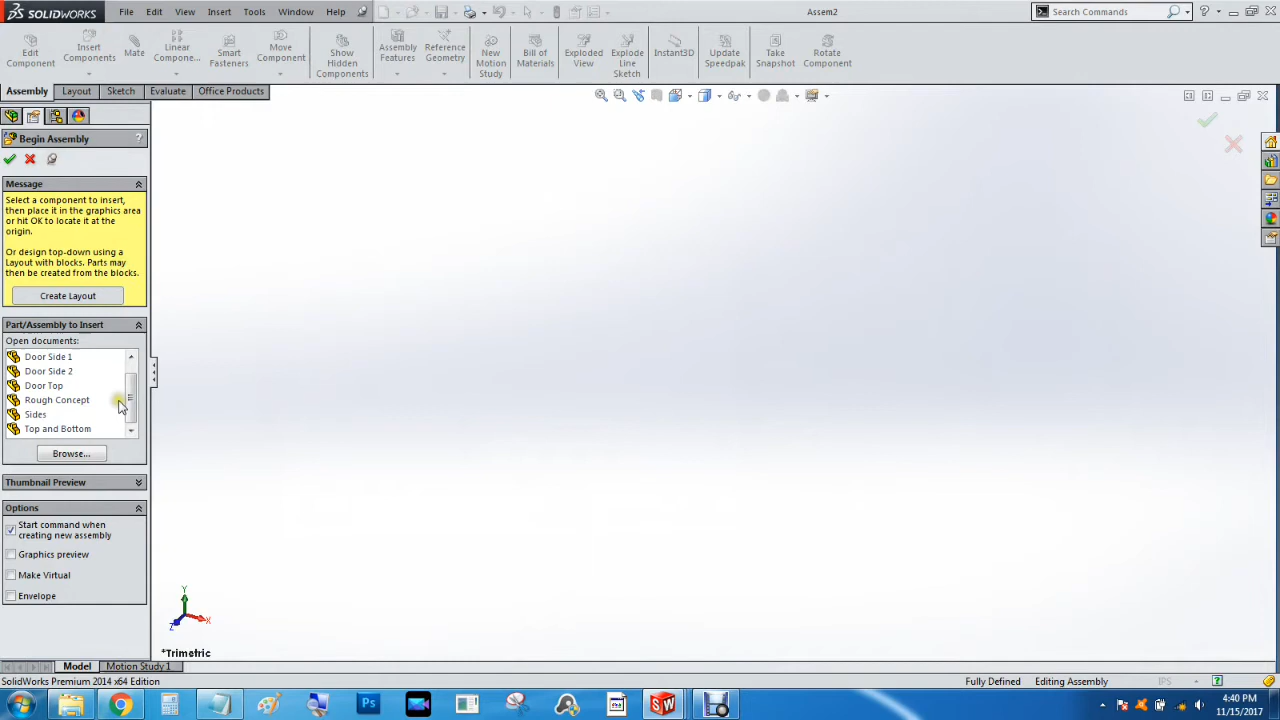 SOLIDWORKS File Edit View Insert Tools Window Help Assem2 Search Commands
Edit Component
Insert Components
Mate
Linear Compone...
Smart Fasteners
Move Component
Show Hidden Components
Assembly Features
Reference Geometry
New Motion Study
Bill of Materials
Exploded View
Explode Line Sketch
Instant3D
Update Speedpak
Take Snapshot
Rotate Component
Assembly Layout Sketch Evaluate Office Products
Begin Assembly ?
Message
Select a component to insert,
then place it in the graphics area
or hit OK to locate it at the
origin.
Or design top-down using a
Layout with blocks. Parts may
then be created from the blocks.
Create Layout
Part/Assembly to Insert
Open documents:
Door Side 1
Door Side 2
Door Top
Rough Concept
Sides
Top and Bottom
Browse...
Thumbnail Preview
Options
Start command when
creating new assembly
Graphics preview
Make Virtual
Envelope
Y
X
Z
*Trimetric
Model Motion Study 1
SolidWorks Premium 2014 x64 Edition Fully Defined Editing Assembly IPS ?
Ps SW
4:40 PM
11/15/2017